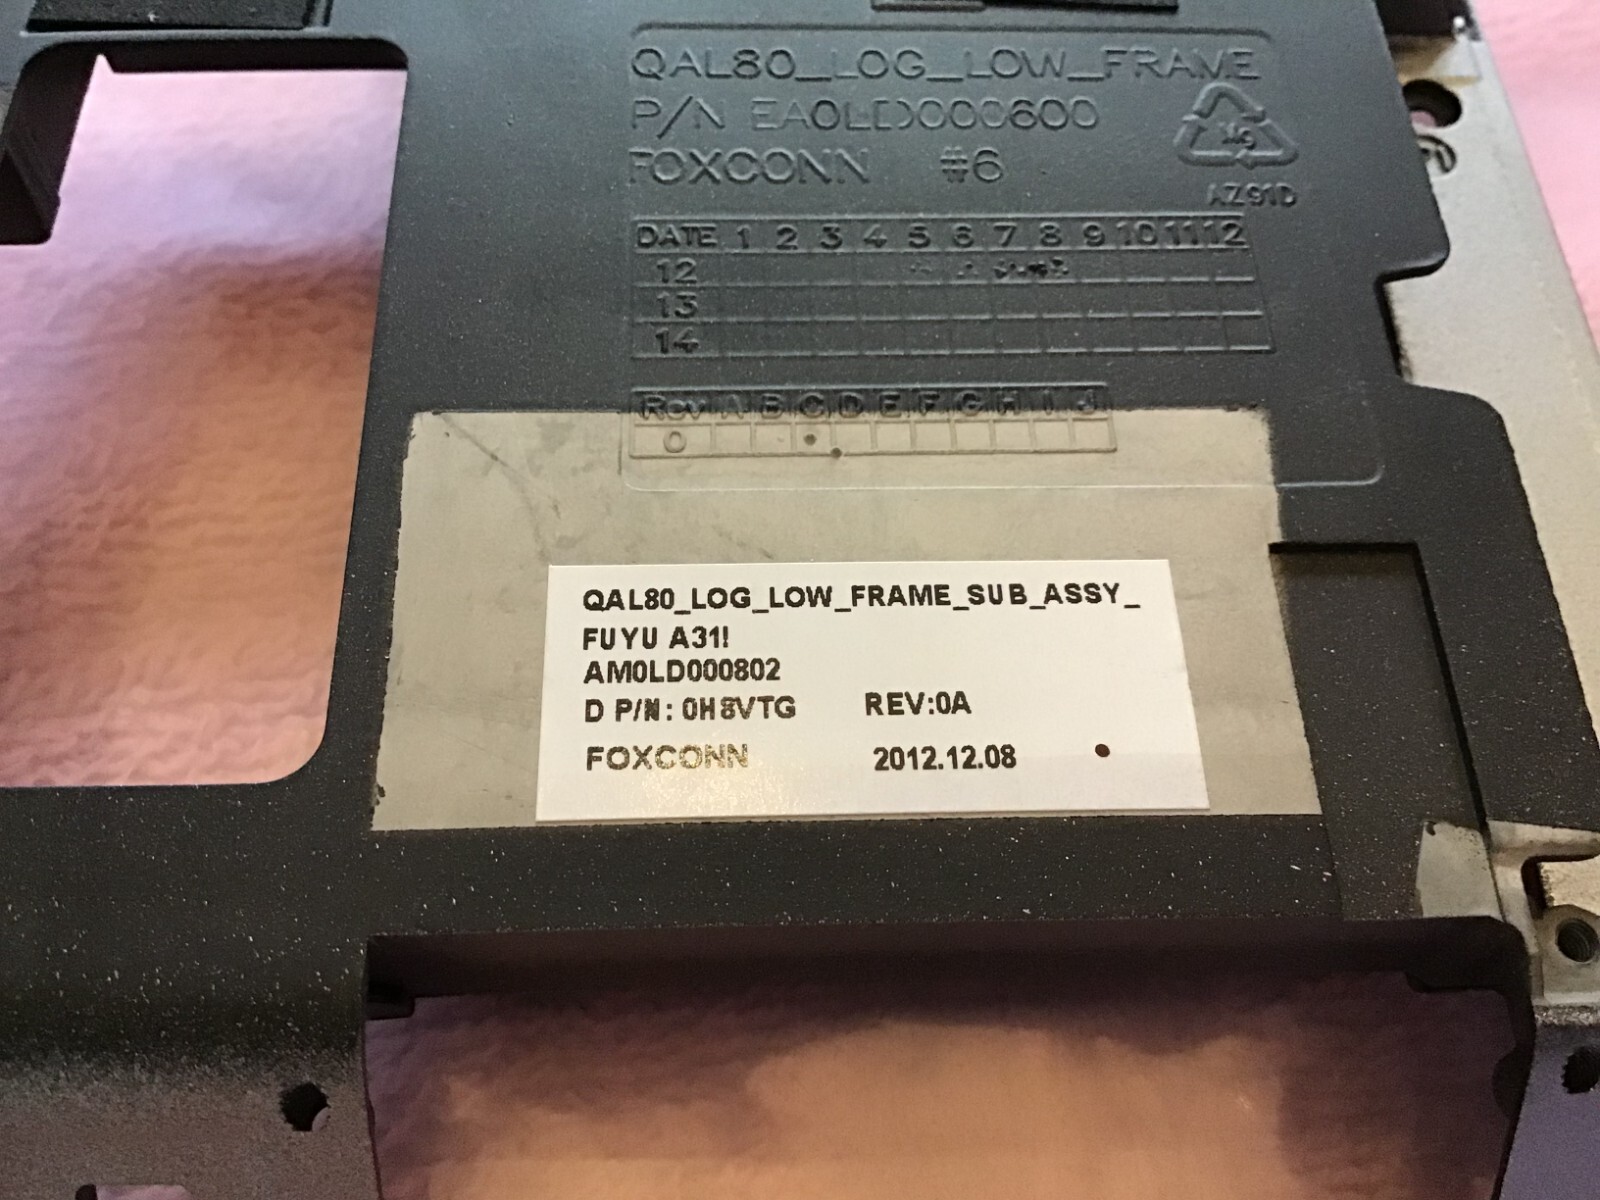 QAL80_LOG_LOW_FRAME
P/N EA0LD000600
FOXCONN #6
Mg
AZ91D
DATE 1 2 3 4 5 6 7 8 9 10 11 12
12
13
14
Rev A B C D E F G H I J
0
QAL80_LOG_LOW_FRAME_SUB_ASSY_
FUYU A31!
AM0LD000802
D P/N: 0H8VTG REV:0A
FOXCONN 2012.12.08